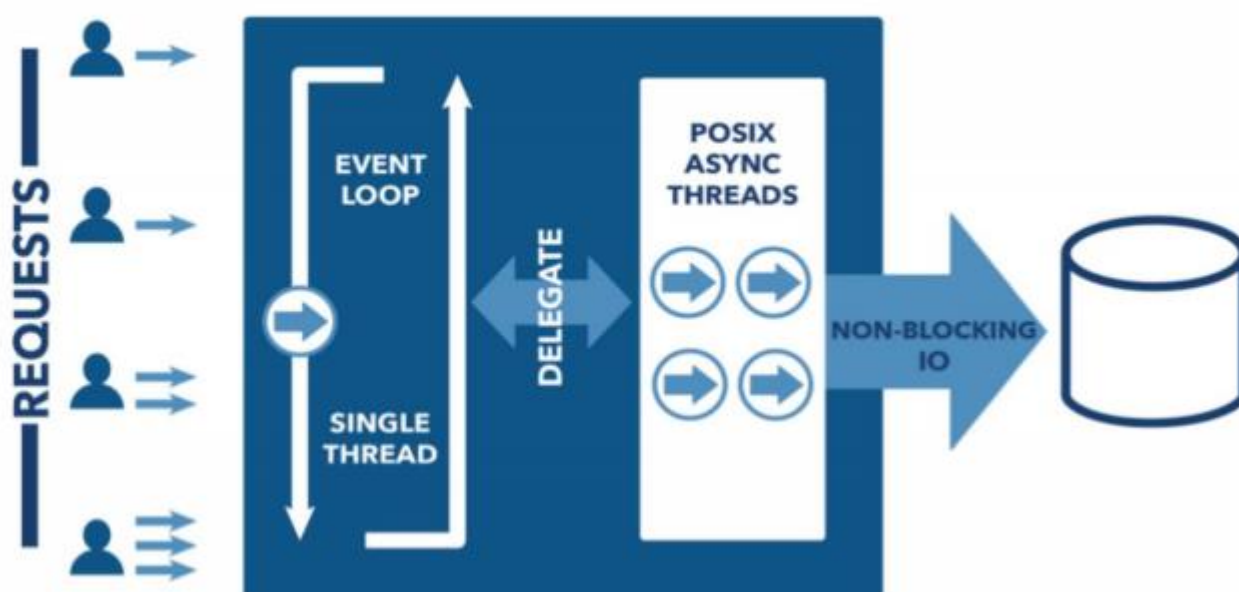 REQUESTS
EVENT
LOOP
SINGLE
THREAD
DELEGATE
POSIX
ASYNC
THREADS
NON-BLOCKING
IO